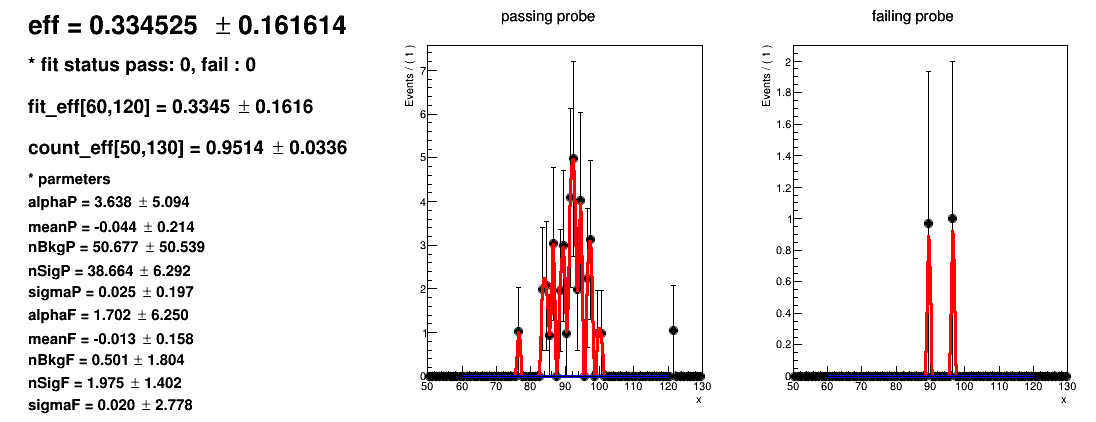 eff = 0.334525 ± 0.161614
* fit status pass: 0, fail : 0
fit_eff[60,120] = 0.3345 ± 0.1616
count_eff[50,130] = 0.9514 ± 0.0336
* parmeters
alphaP = 3.638 ± 5.094
meanP = -0.044 ± 0.214
nBkgP = 50.677 ± 50.539
nSigP = 38.664 ± 6.292
sigmaP = 0.025 ± 0.197
alphaF = 1.702 ± 6.250
meanF = -0.013 ± 0.158
nBkgF = 0.501 ± 1.804
nSigF = 1.975 ± 1.402
sigmaF = 0.020 ± 2.778
passing probe
Events / ( 1 )
7
6
5
4
3
2
1
0
50 60 70 80 90 100 110 120 130
x
failing probe
Events / ( 1 )
2
1.8
1.6
1.4
1.2
1
0.8
0.6
0.4
0.2
0
50 60 70 80 90 100 110 120 130
x